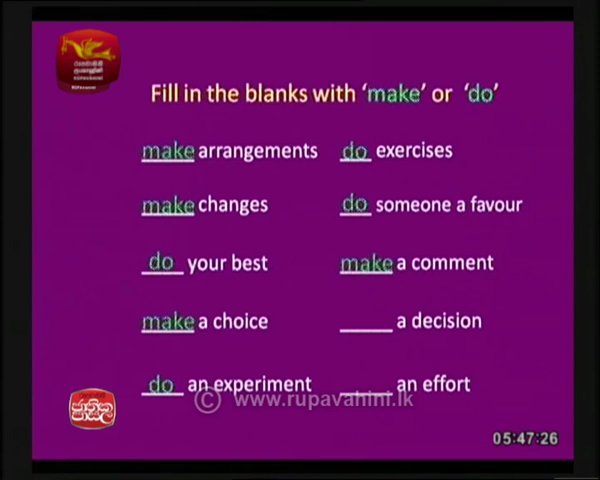 Fill in the blanks with ‘make’ or ‘do’
make arrangements
do exercises
make changes
do someone a favour
do your best
make a comment
make a choice
_____ a decision
do an experiment
_____ an effort
© www.rupavahini.lk
ජාතික
05:47:26